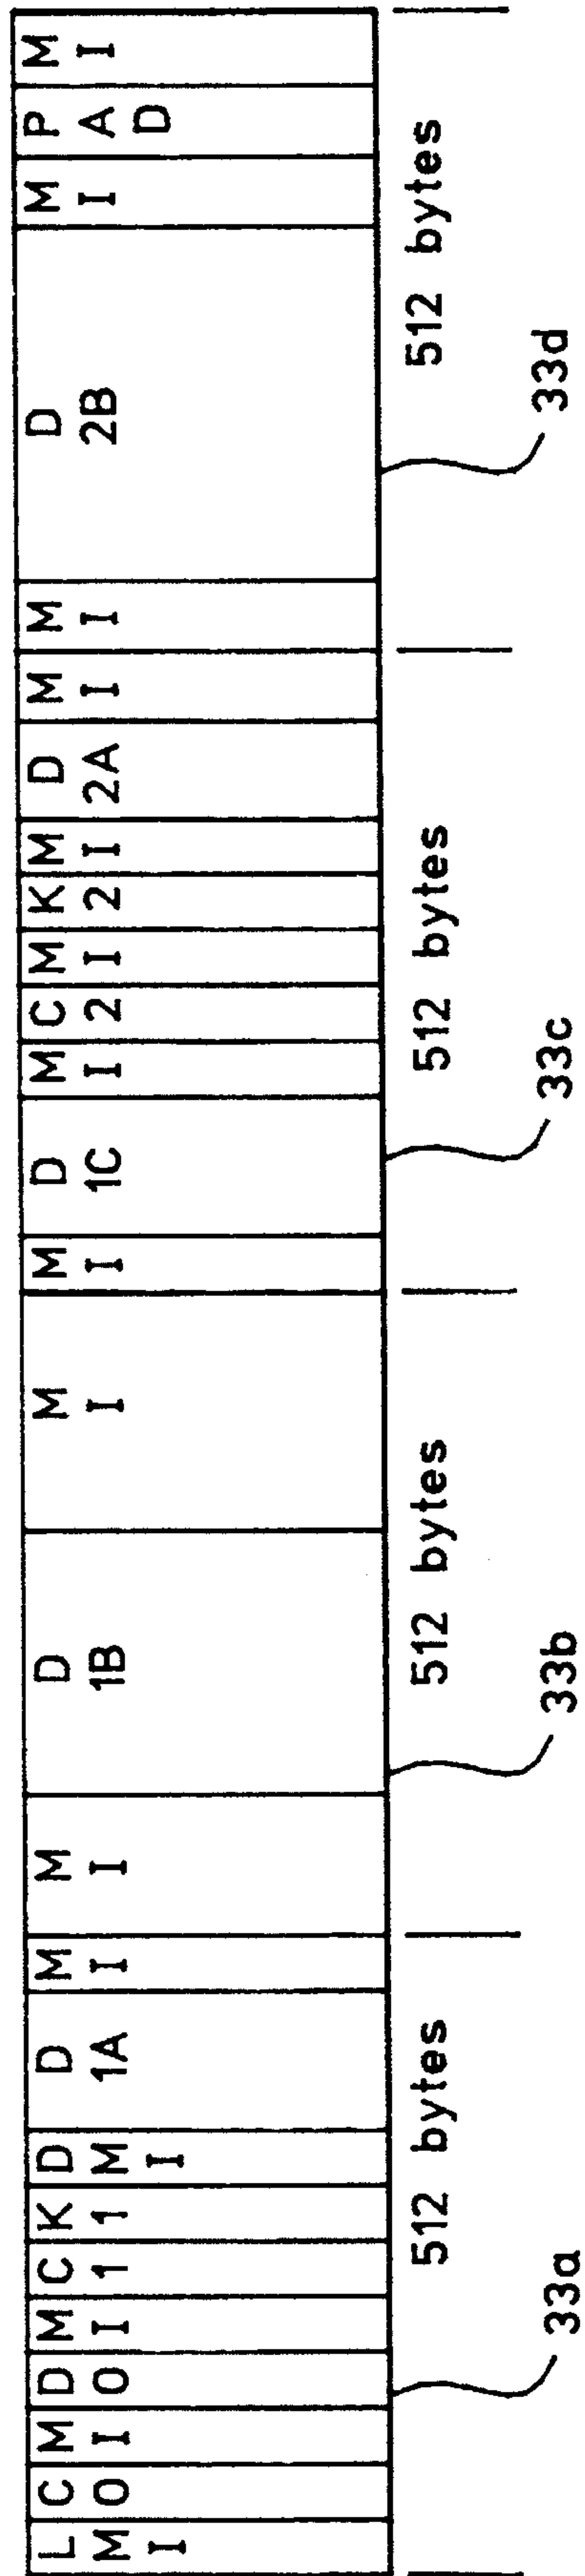 L C M D M C K D D M M D M M D M C M K M D M M D M P M
M 0 I 0 I 1 1 M 1A I I 1B I I 1C I 2 I 2 I 2A I I 2B I A I
I I D
512 bytes 512 bytes 512 bytes 512 bytes
33a 33b 33c 33d